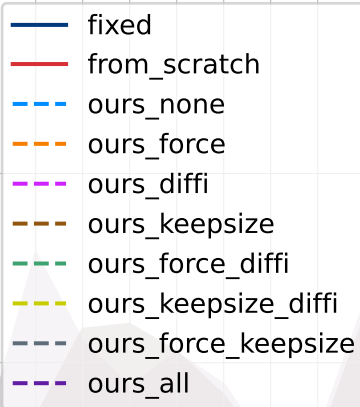 fixed
from_scratch
ours_none
ours_force
ours_diffi
ours_keepsize
ours_force_diffi
ours_keepsize_diffi
ours_force_keepsize
ours_all